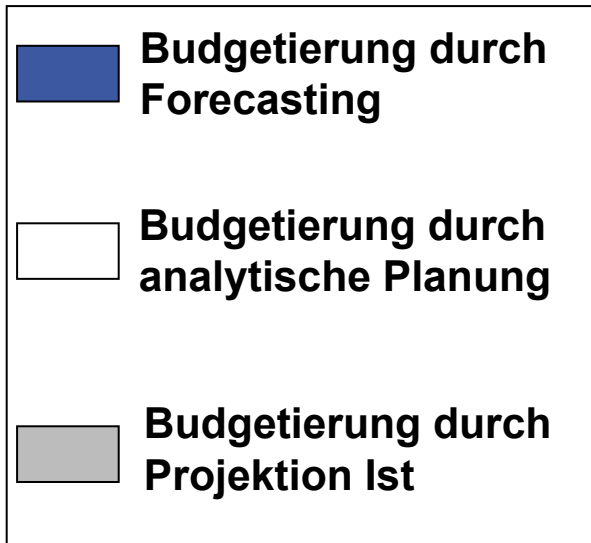 Budgetierung durch
Forecasting
Budgetierung durch
analytische Planung
Budgetierung durch
Projektion Ist